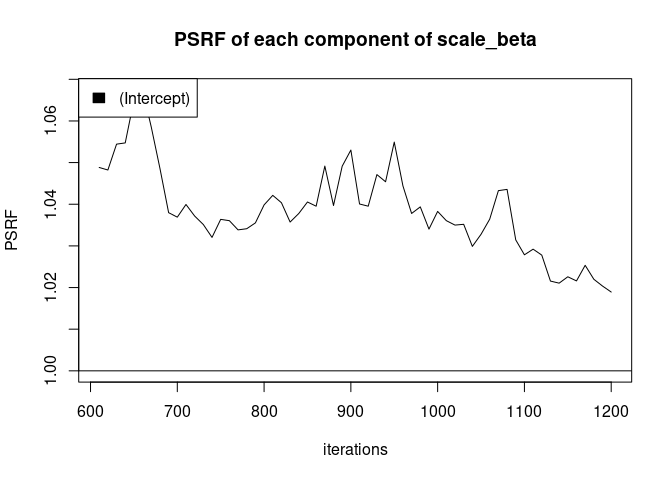 PSRF of each component of scale_beta
(Intercept)
PSRF
1.06
1.04
1.02
1.00
600 700 800 900 1000 1100 1200
iterations